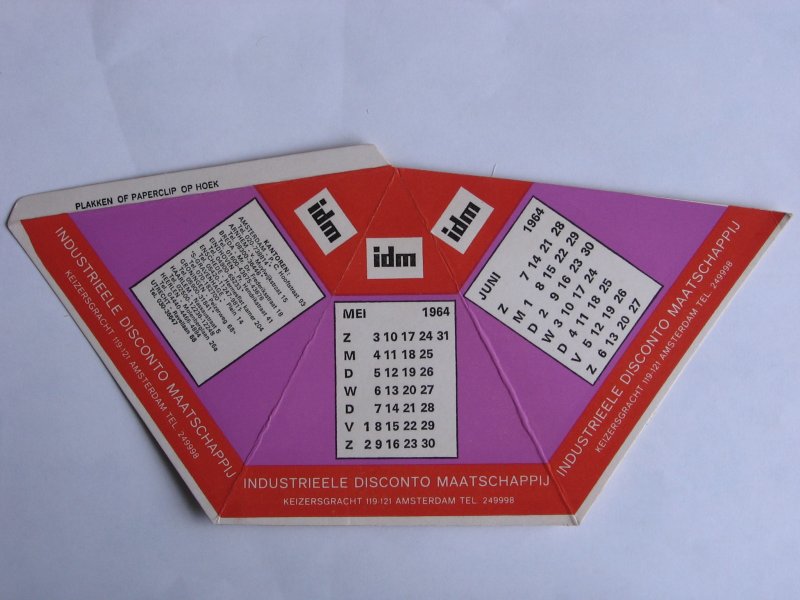 PLAKKEN OF PAPERCLIP OP HOEK
idm
KANTOREN:
INDUSTRIEELE DISCONTO MAATSCHAPPIJ
KEIZERSGRACHT 119-121 AMSTERDAM TEL. 249998
idm
MEI 1964
Z 3 10 17 24 31
M 4 11 18 25
D 5 12 19 26
W 6 13 20 27
D 7 14 21 28
V 1 8 15 22 29
Z 2 9 16 23 30
INDUSTRIEELE DISCONTO MAATSCHAPPIJ
KEIZERSGRACHT 119-121 AMSTERDAM TEL. 249998
idm
JUNI 1964
Z 7 14 21 28
M 1 8 15 22 29
D 2 9 16 23 30
W 3 10 17 24
D 4 11 18 25
V 5 12 19 26
Z 6 13 20 27
INDUSTRIEELE DISCONTO MAATSCHAPPIJ
KEIZERSGRACHT 119-121 AMSTERDAM TEL. 249998